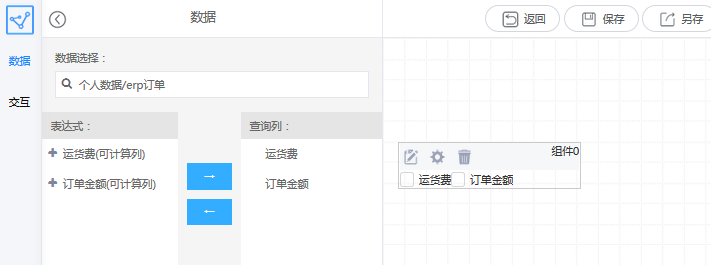 数据
返回
保存
另存
数据
交互
数据选择：
个人数据/erp订单
表达式：
查询列：
运货费(可计算列)
订单金额(可计算列)
→
←
运货费
订单金额
组件0
运货费 订单金额